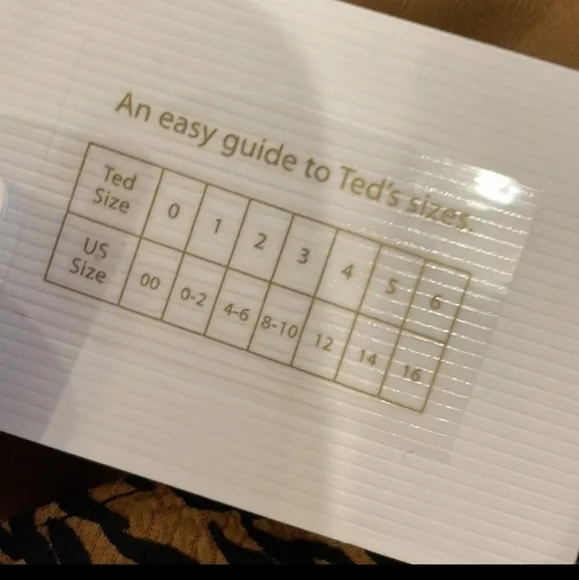 An easy guide to Ted's sizes.
Ted Size 0 1 2 3 4 5 6
US Size 00 0-2 4-6 8-10 12 14 16